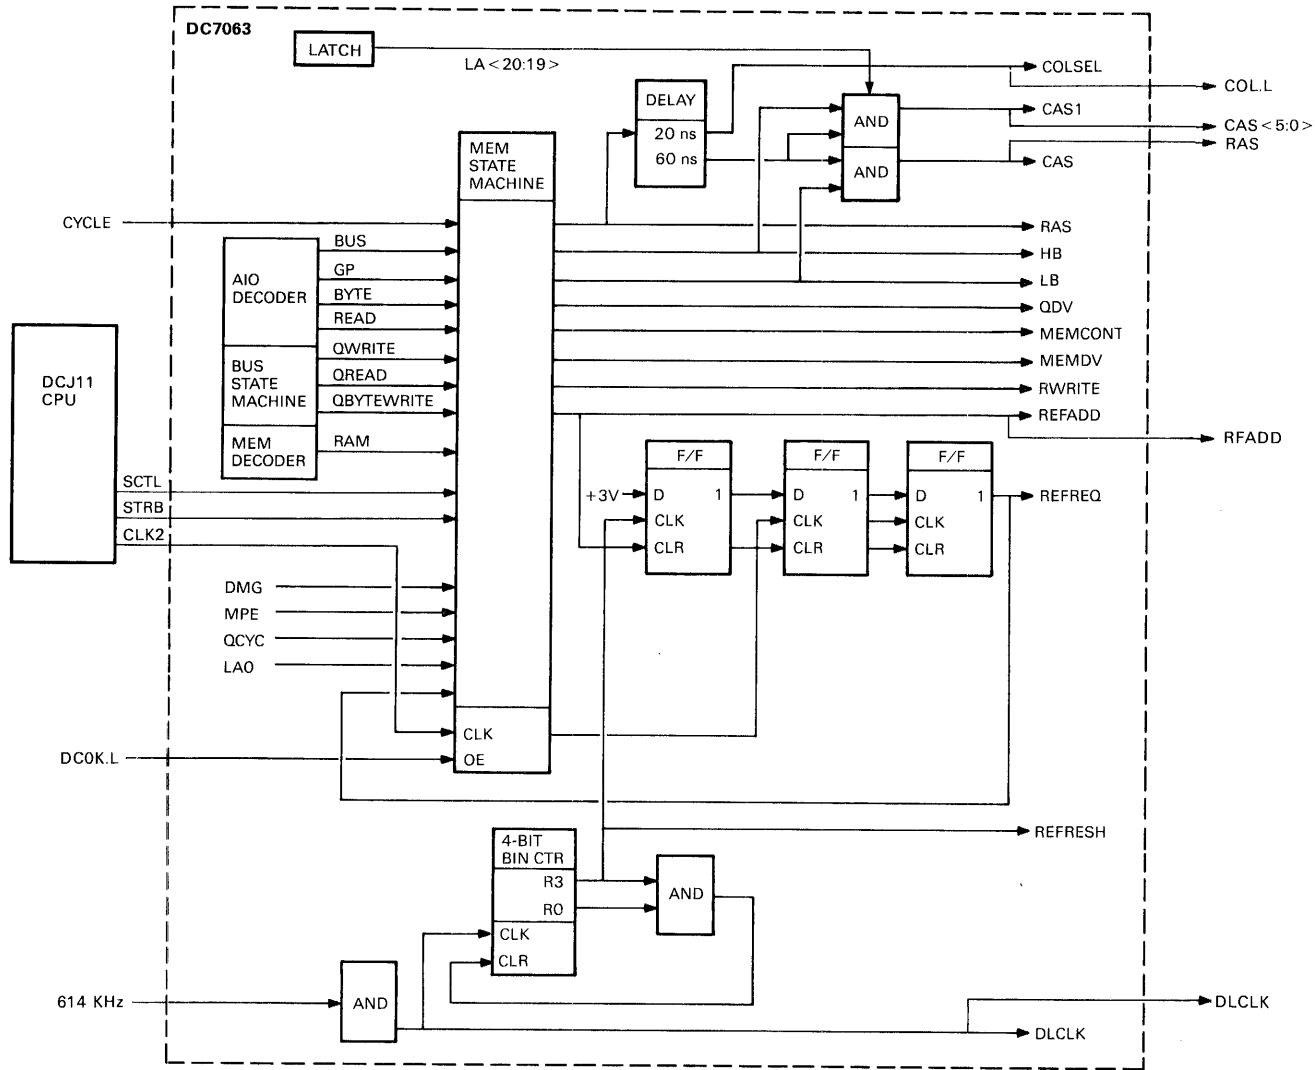 DC7063
LATCH
LA<20:19>
COLSEL
COL.L
DELAY
20 ns
60 ns
AND
AND
CAS1
CAS<5:0>
RAS
CAS
MEM
STATE
MACHINE
CYCLE
RAS
HB
LB
QDV
MEMCONT
MEMDV
RWRITE
REFADD
RFADD
AIO
DECODER
BUS
GP
BYTE
READ
BUS
STATE
MACHINE
QWRITE
QREAD
QBYTEWRITE
MEM
DECODER
RAM
DCJ11
CPU
SCTL
STRB
CLK2
F/F
F/F
F/F
+3V
D 1
CLK
CLR
D 1
CLK
CLR
D 1
CLK
CLR
REFREQ
DMG
MPE
QCYC
LA0
CLK
OE
DC0K.L
REFRESH
4-BIT
BIN CTR
R3
R0
CLK
CLR
AND
614 KHz
AND
DLCLK
DLCLK